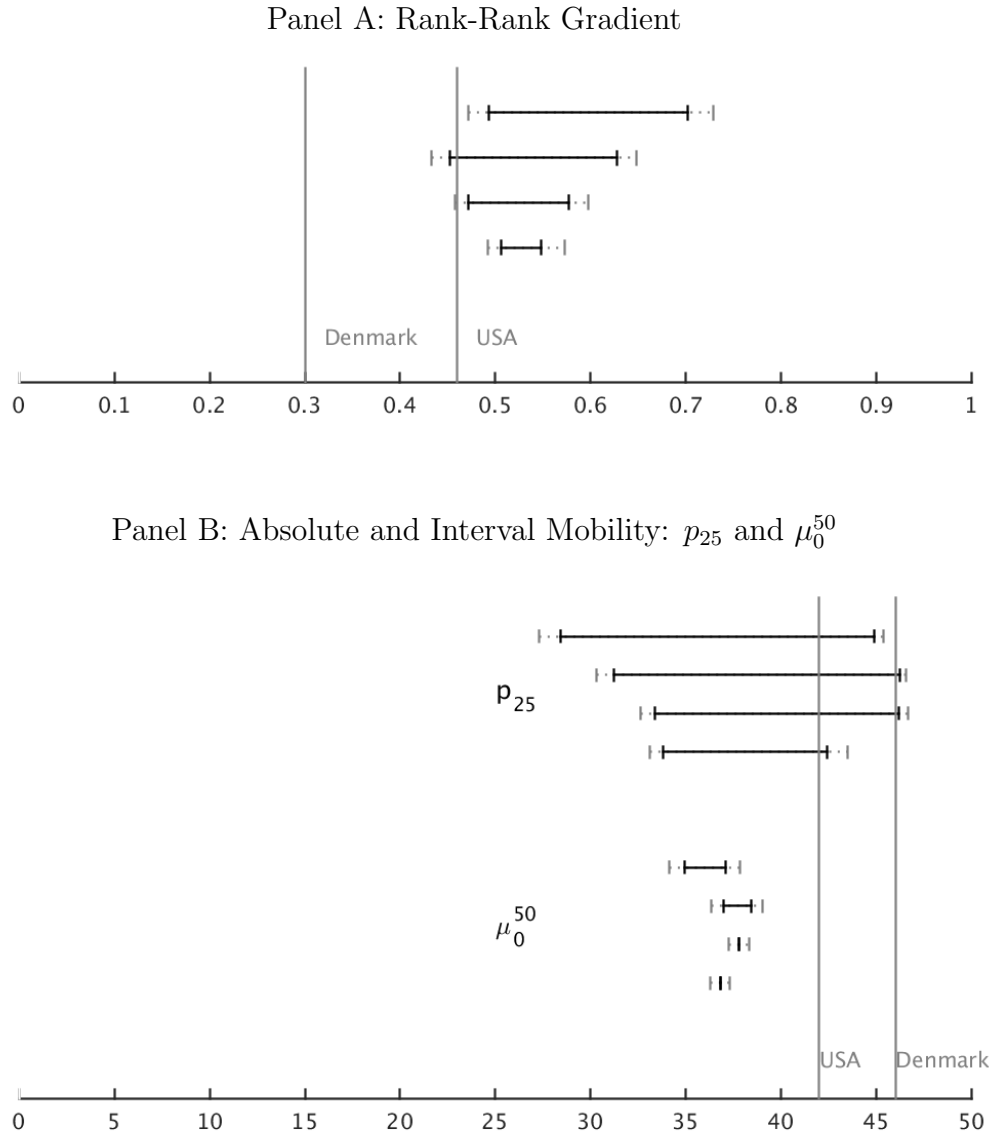 Panel A: Rank-Rank Gradient
Denmark USA
0 0.1 0.2 0.3 0.4 0.5 0.6 0.7 0.8 0.9 1
Panel B: Absolute and Interval Mobility: p₂₅ and μ₀⁵⁰
p₂₅
μ₀⁵⁰
USA Denmark
0 5 10 15 20 25 30 35 40 45 50